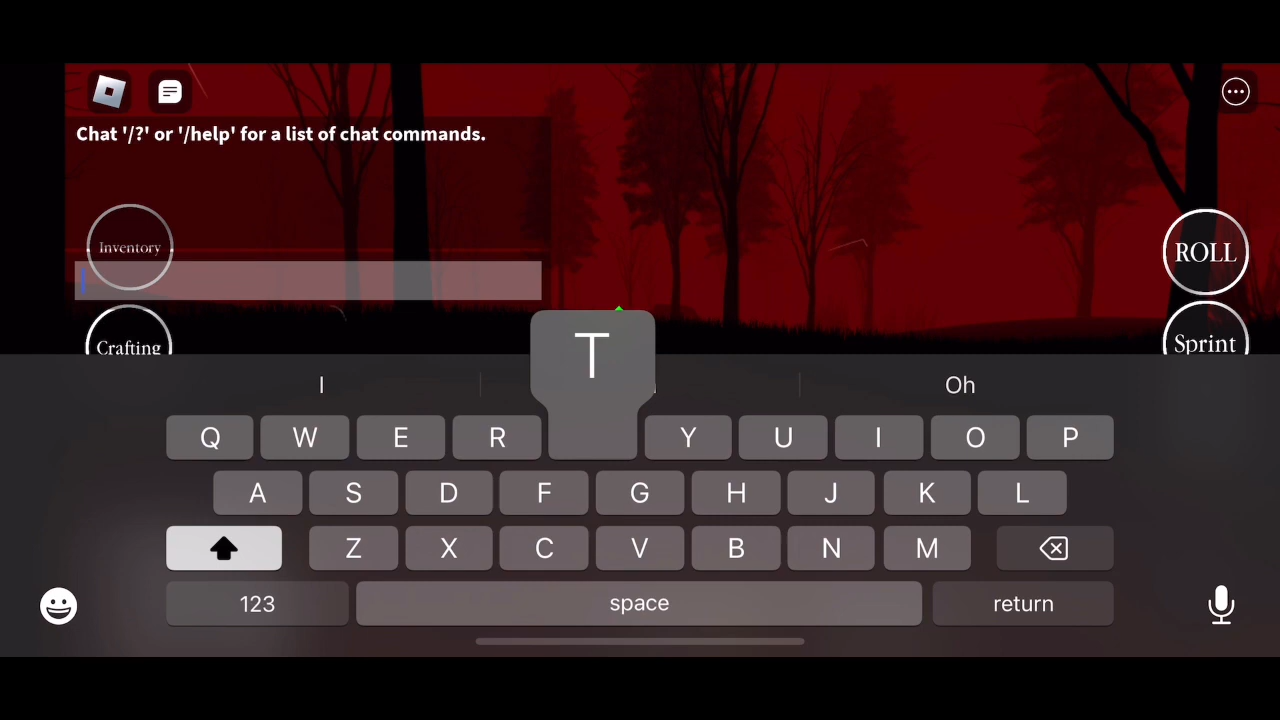 Chat '/?' or '/help' for a list of chat commands.
Inventory
ROLL
Crafting
Sprint
T
I
Oh
Q W E R Y U I O P
A S D F G H J K L
Z X C V B N M
123 space return